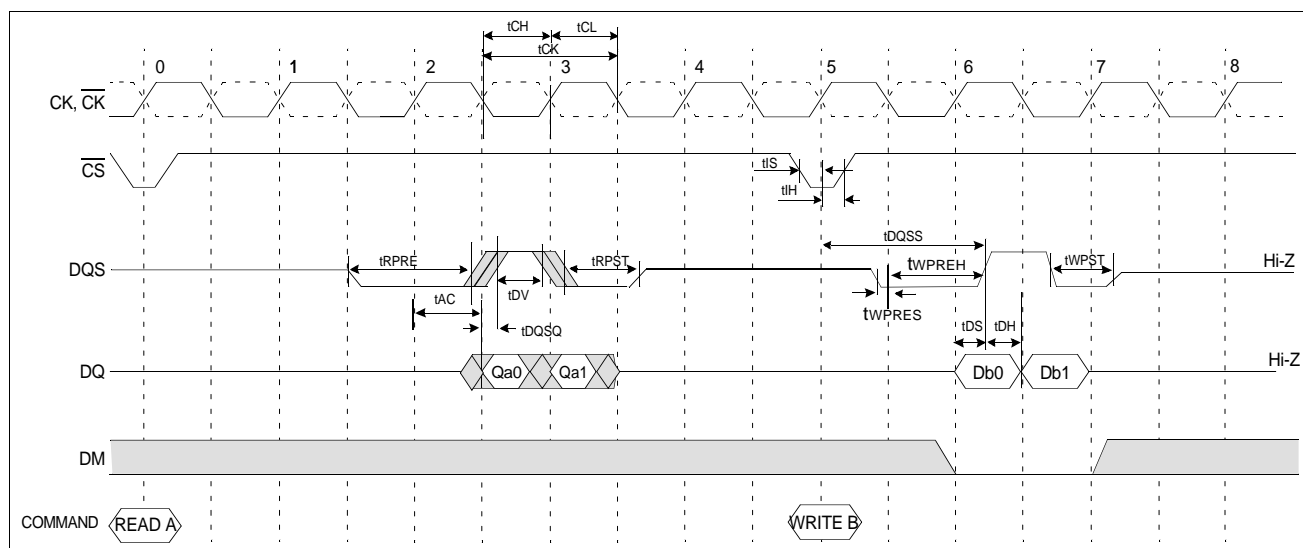 tCH tCL
tCK
0 1 2 3 4 5 6 7 8
CK, CK
CS
tIS
tIH
tDQSS
DQS
tRPRE
tRPST
tWPREH
tWPST
Hi-Z
tAC
tDV
tDQSQ
tWPRES
tDS tDH
DQ
Qa0 Qa1
Db0 Db1
Hi-Z
DM
COMMAND READ A WRITE B